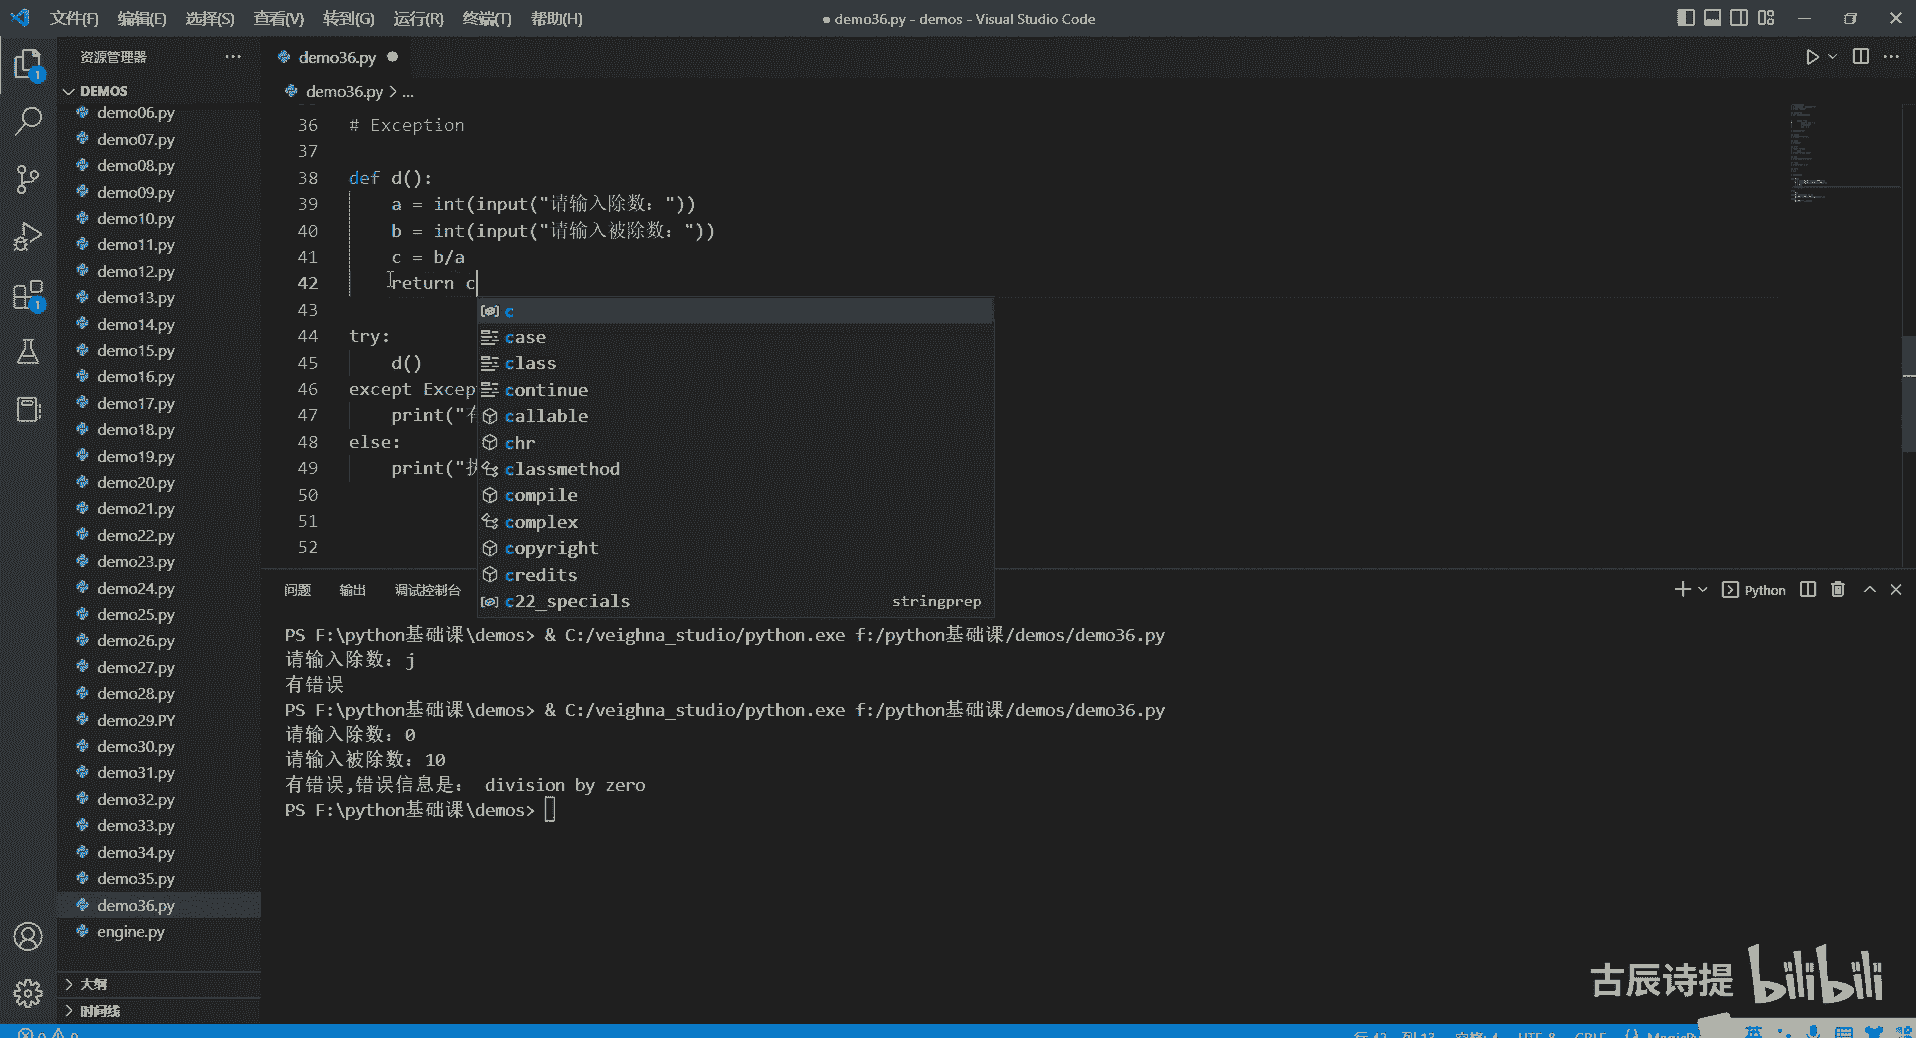 文件(F) 编辑(E) 选择(S) 查看(V) 转到(G) 运行(R) 终端(T) 帮助(H)
● demo36.py - demos - Visual Studio Code
资源管理器
DEMOS
demo06.py
demo07.py
demo08.py
demo09.py
demo10.py
demo11.py
demo12.py
demo13.py
demo14.py
demo15.py
demo16.py
demo17.py
demo18.py
demo19.py
demo20.py
demo21.py
demo22.py
demo23.py
demo24.py
demo25.py
demo26.py
demo27.py
demo28.py
demo29.PY
demo30.py
demo31.py
demo32.py
demo33.py
demo34.py
demo35.py
demo36.py
engine.py
大纲
时间线
demo36.py
demo36.py > ...
36 # Exception
37
38 def d():
39 a = int(input("请输入除数："))
40 b = int(input("请输入被除数："))
41 c = b/a
42 return c
43
44 try:
45 d()
46 except Excep
47 print("有
48 else:
49 print("执
50
51
52
c
case
class
continue
callable
chr
classmethod
compile
complex
copyright
credits
c22_specials stringprep
问题 输出 调试控制台
Python
PS F:\python基础课\demos> & C:/veighna_studio/python.exe f:/python基础课/demos/demo36.py
请输入除数：j
有错误
PS F:\python基础课\demos> & C:/veighna_studio/python.exe f:/python基础课/demos/demo36.py
请输入除数：0
请输入被除数：10
有错误,错误信息是： division by zero
PS F:\python基础课\demos>
古辰诗提 bilibili
英